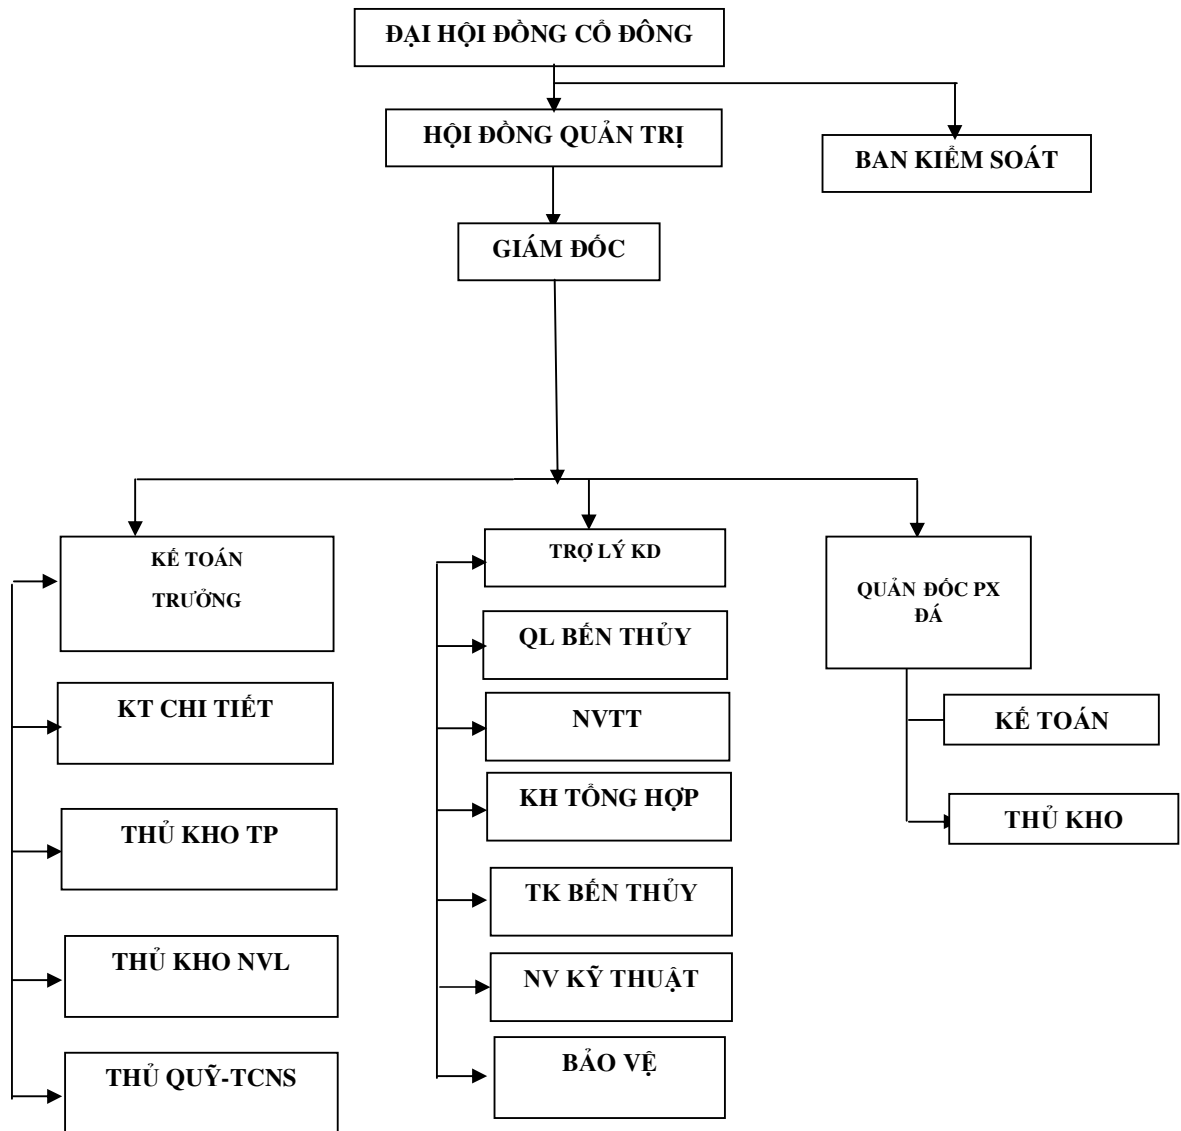 ĐẠI HỘI ĐỒNG CỔ ĐÔNG
HỘI ĐỒNG QUẢN TRỊ
BAN KIỂM SOÁT
GIÁM ĐỐC
KẾ TOÁN
TRƯỞNG
KT CHI TIẾT
THỦ KHO TP
THỦ KHO NVL
THỦ QUỸ-TCNS
TRỢ LÝ KD
QL BẾN THỦY
NVTT
KH TỔNG HỢP
TK BẾN THỦY
NV KỸ THUẬT
BẢO VỆ
QUẢN ĐỐC PX
ĐÁ
KẾ TOÁN
THỦ KHO